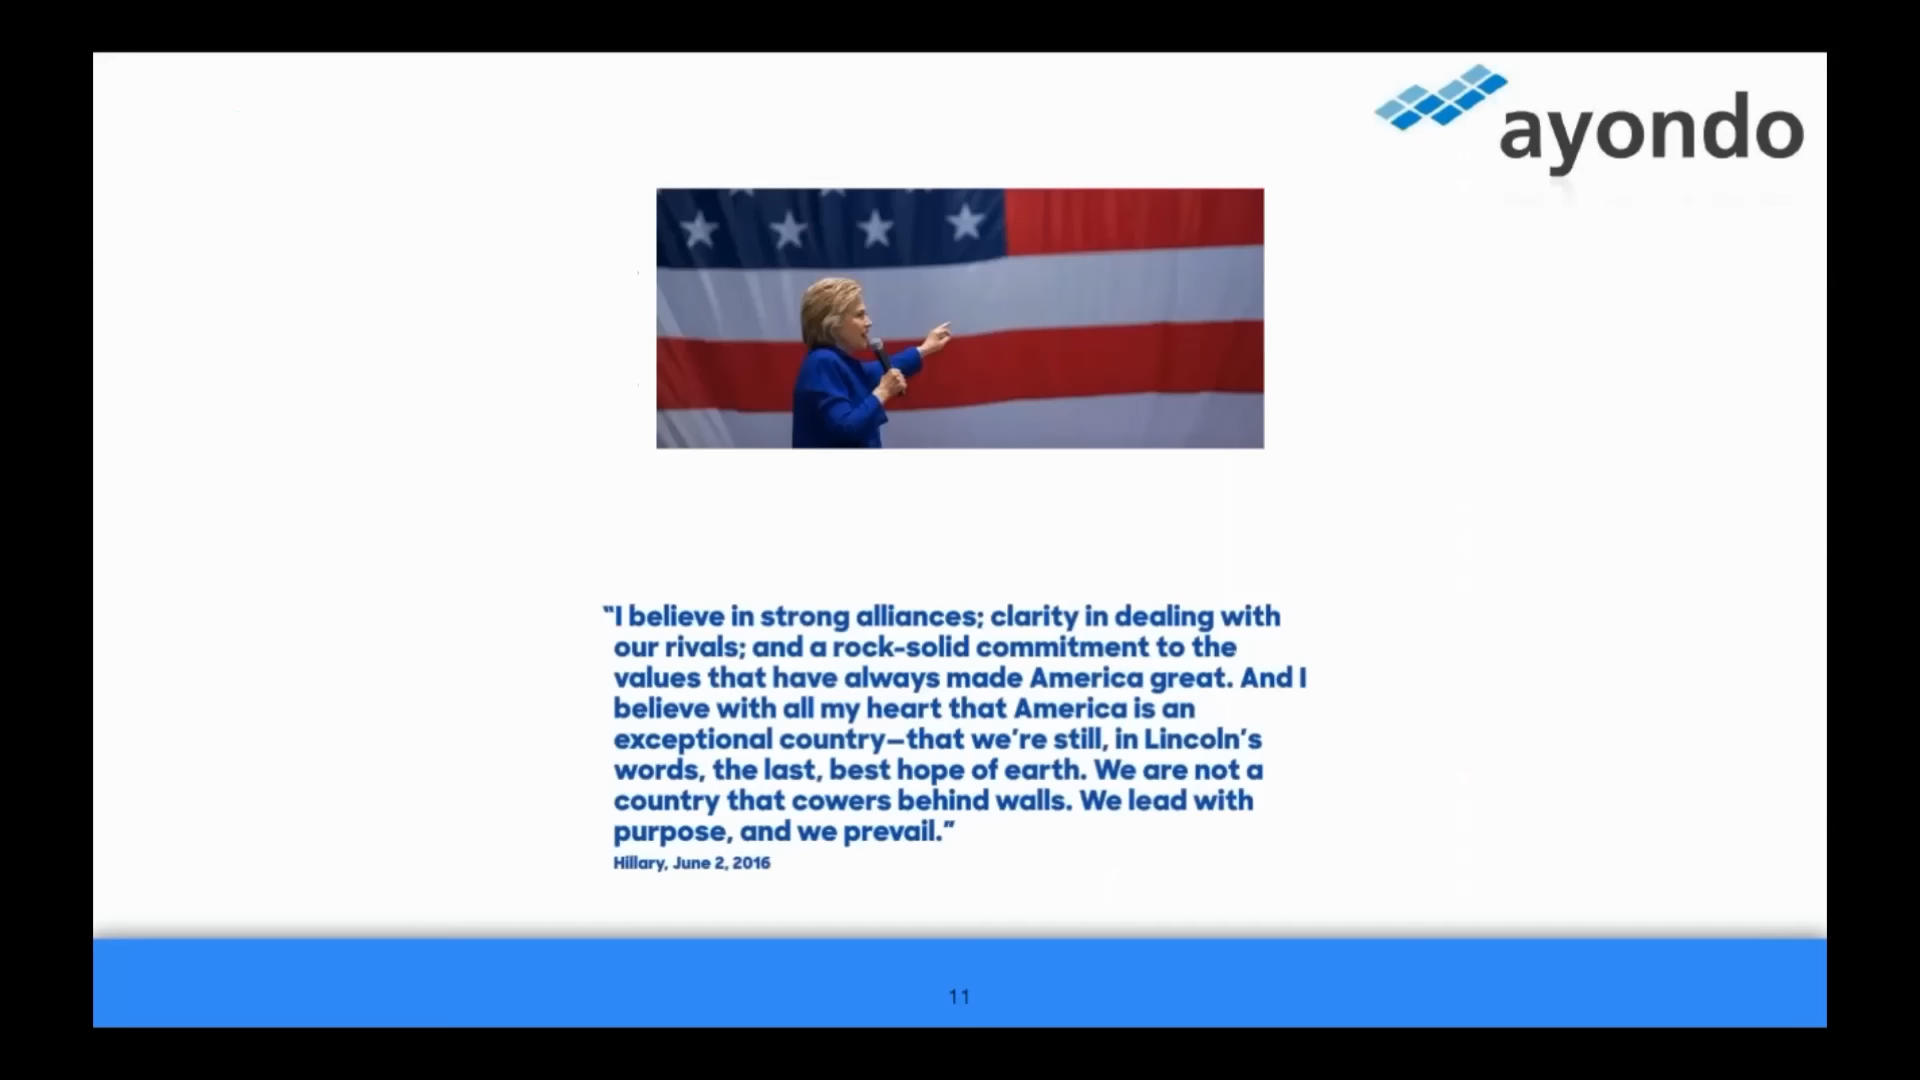 ayondo
“I believe in strong alliances; clarity in dealing with
our rivals; and a rock-solid commitment to the
values that have always made America great. And I
believe with all my heart that America is an
exceptional country—that we’re still, in Lincoln’s
words, the last, best hope of earth. We are not a
country that cowers behind walls. We lead with
purpose, and we prevail.”
Hillary, June 2, 2016
11